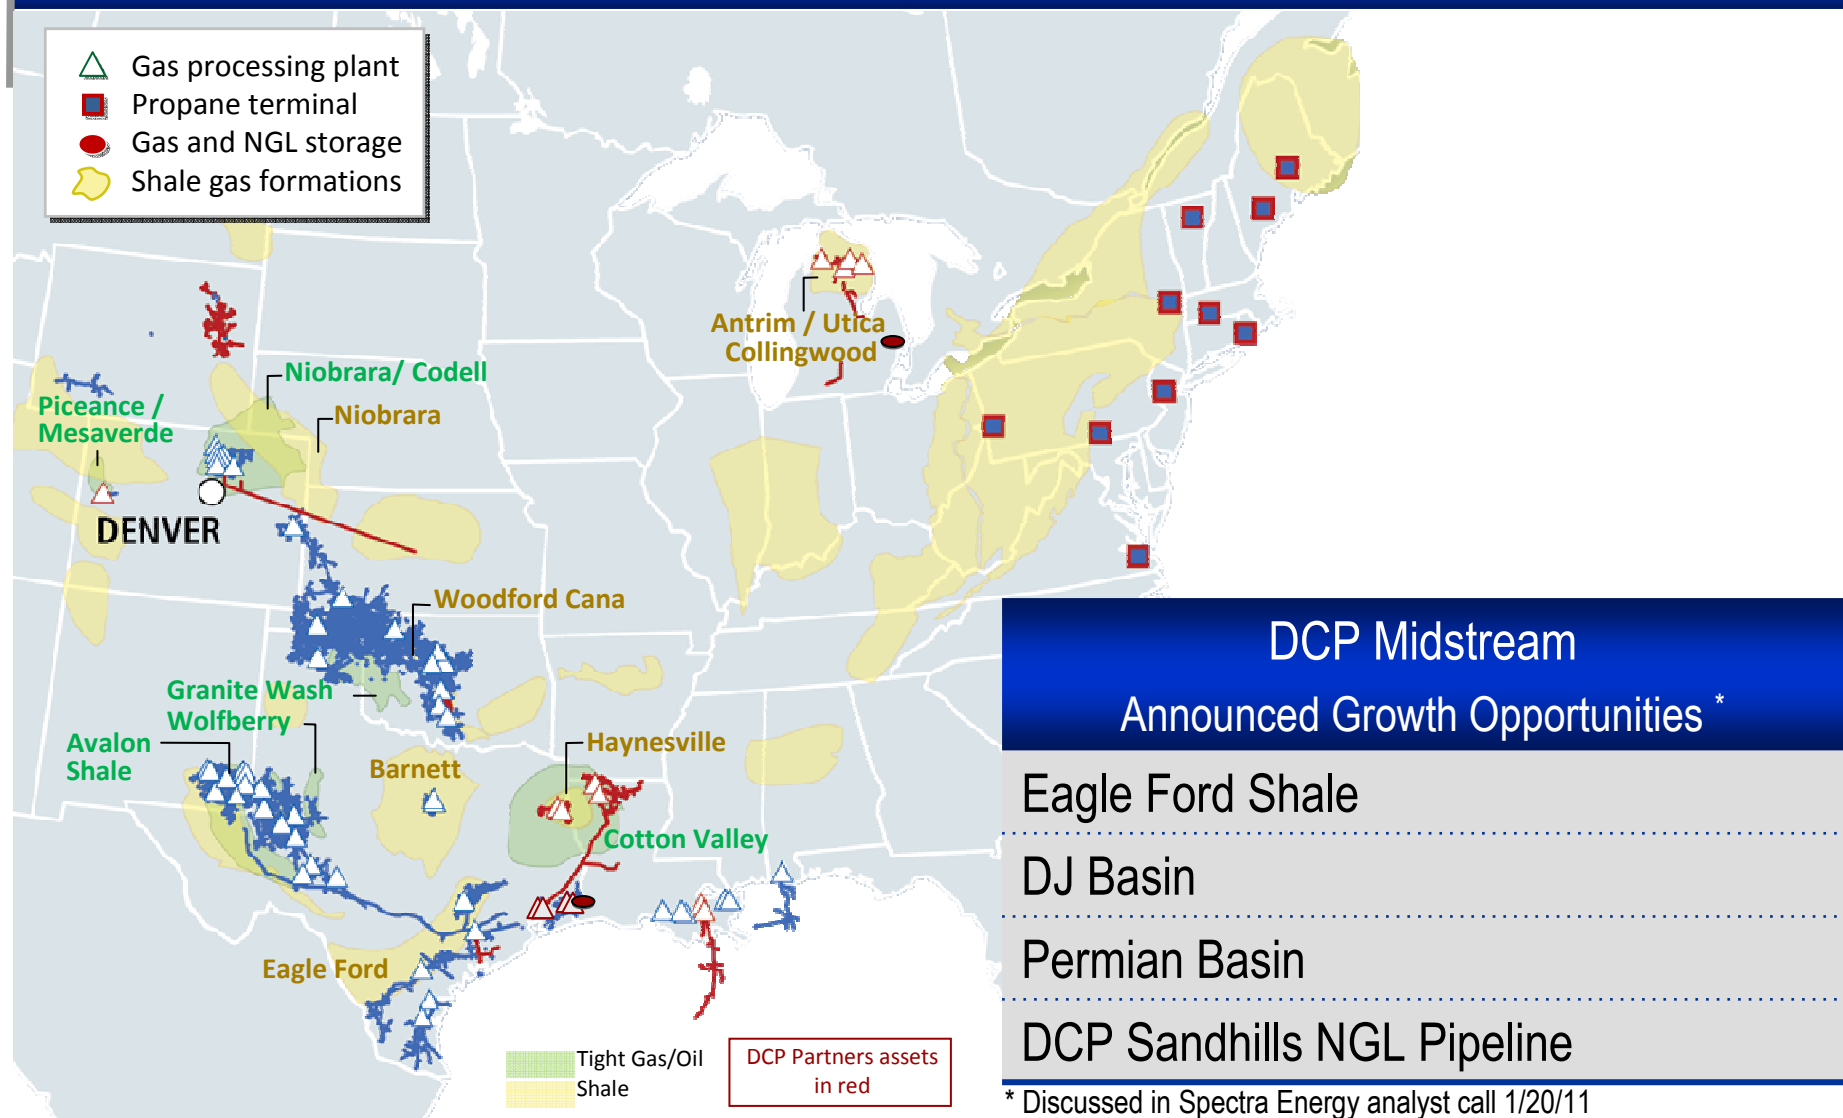 Gas processing plant
Propane terminal
Gas and NGL storage
Shale gas formations
Antrim / Utica
Collingwood
Niobrara/ Codell
Niobrara
Piceance /
Mesaverde
DENVER
Woodford Cana
Granite Wash
Wolfberry
Avalon
Shale
Barnett
Haynesville
Cotton Valley
Eagle Ford
Tight Gas/Oil
Shale
DCP Partners assets
in red
DCP Midstream
Announced Growth Opportunities *
Eagle Ford Shale
DJ Basin
Permian Basin
DCP Sandhills NGL Pipeline
* Discussed in Spectra Energy analyst call 1/20/11